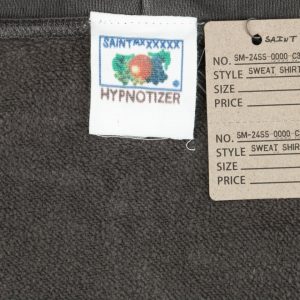 SAINT Mxxxxxx
HYPNOTIZER
SAINT
NO. SM-24SS-0000-C
STYLE SWEAT SHIRT
SIZE
PRICE
NO. SM-24SS-0000-C
STYLE SWEAT SHIRT
SIZE
PRICE